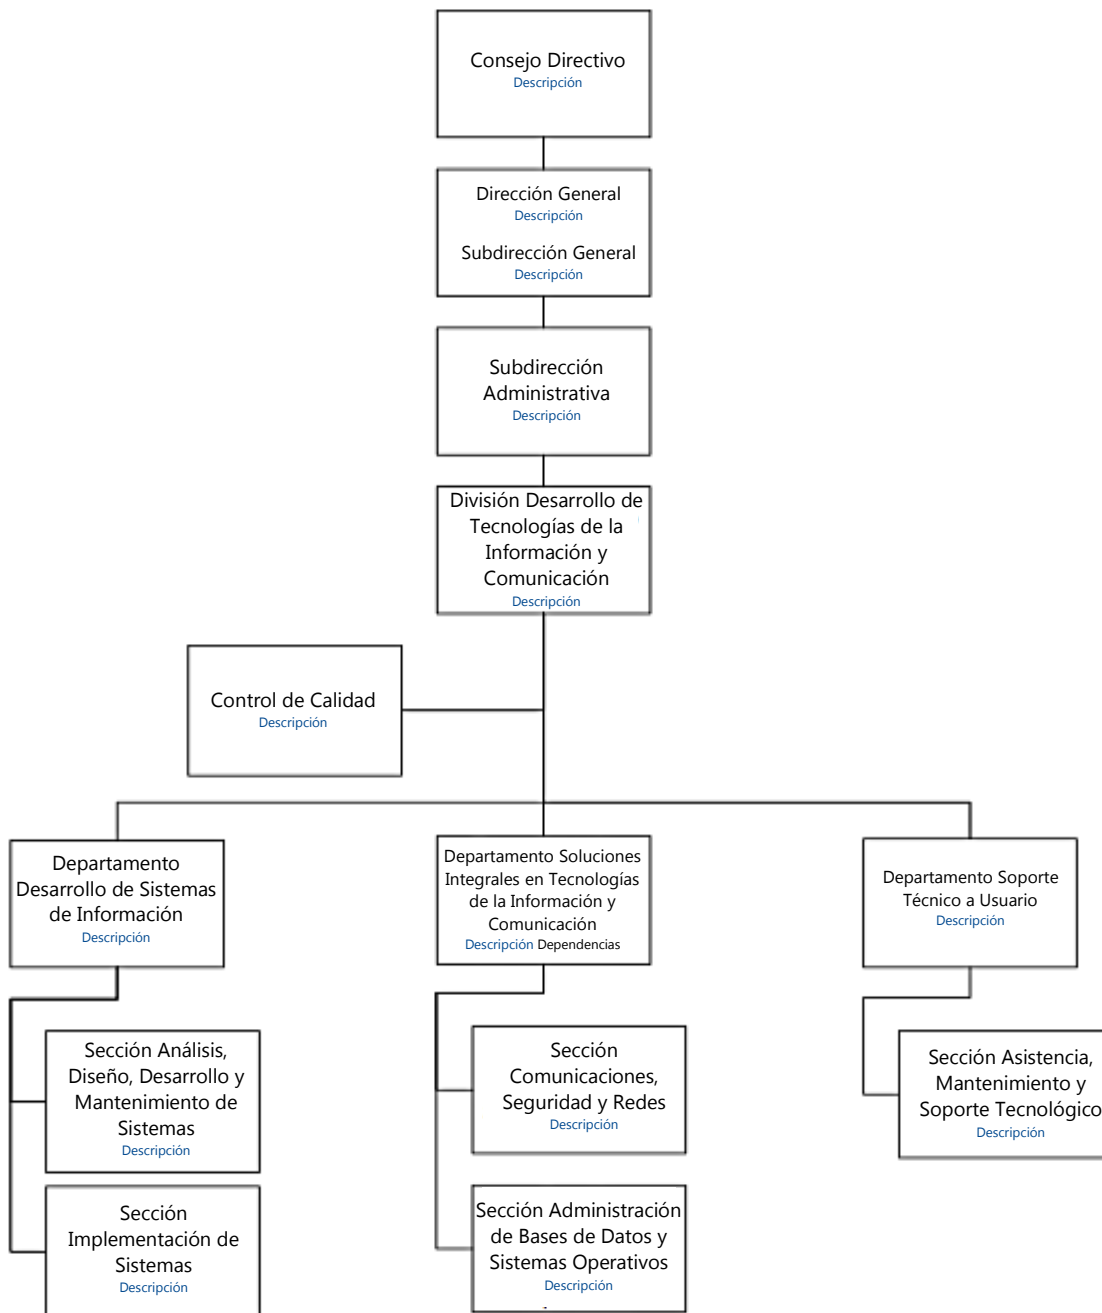 Consejo Directivo
Descripción
Dirección General
Descripción
Subdirección General
Descripción
Subdirección
Administrativa
Descripción
División Desarrollo de
Tecnologías de la
Información y
Comunicación
Descripción
Control de Calidad
Descripción
Departamento
Desarrollo de Sistemas
de Información
Descripción
Departamento Soluciones
Integrales en Tecnologías
de la Información y
Comunicación
Descripción Dependencias
Departamento Soporte
Técnico a Usuario
Descripción
Sección Análisis,
Diseño, Desarrollo y
Mantenimiento de
Sistemas
Descripción
Sección
Implementación de
Sistemas
Descripción
Sección
Comunicaciones,
Seguridad y Redes
Descripción
Sección Administración
de Bases de Datos y
Sistemas Operativos
Descripción
Sección Asistencia,
Mantenimiento y
Soporte Tecnológico
Descripción